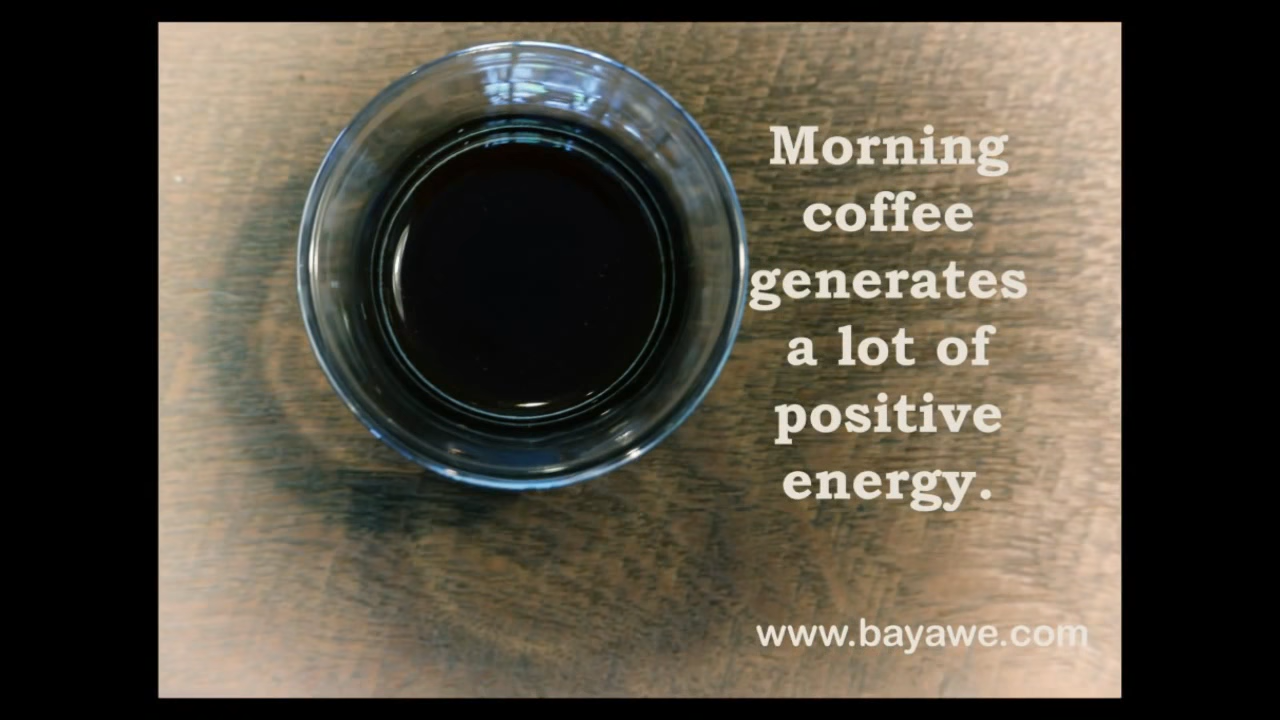 Morning
coffee
generates
a lot of
positive
energy.
www.bayawe.com